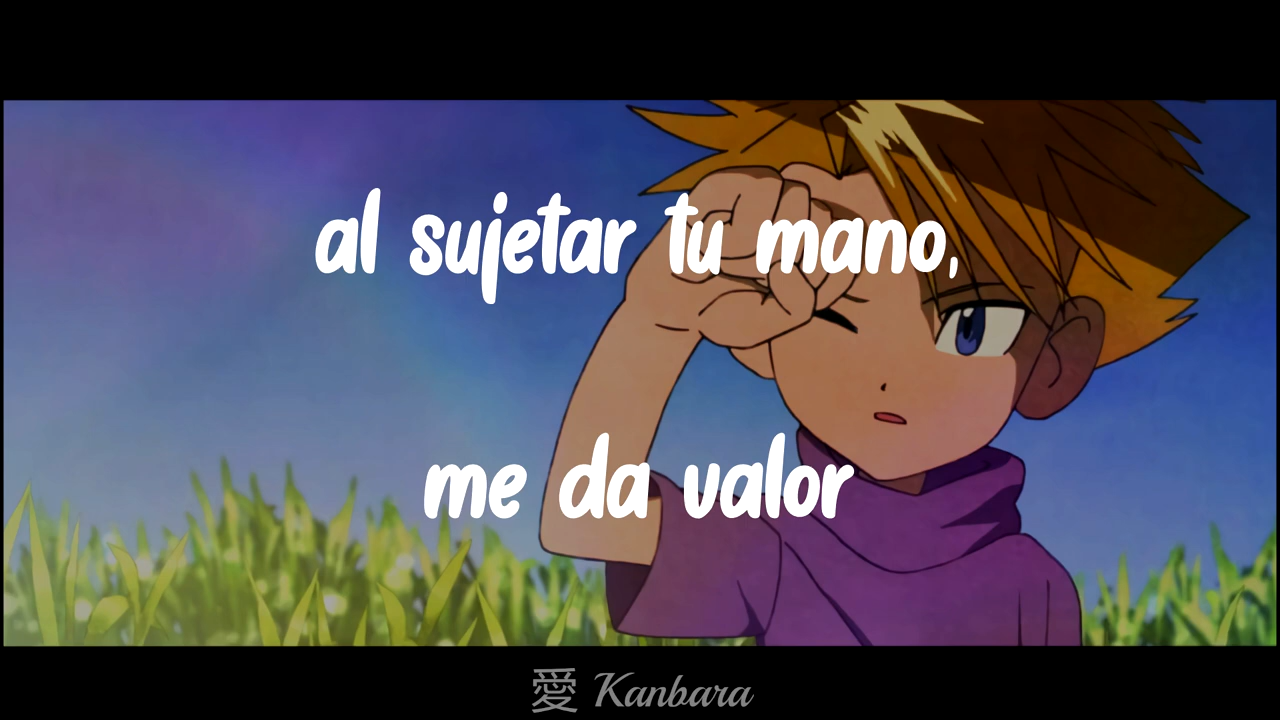 al sujetar tu mano,
me da valor
愛 Kanbara